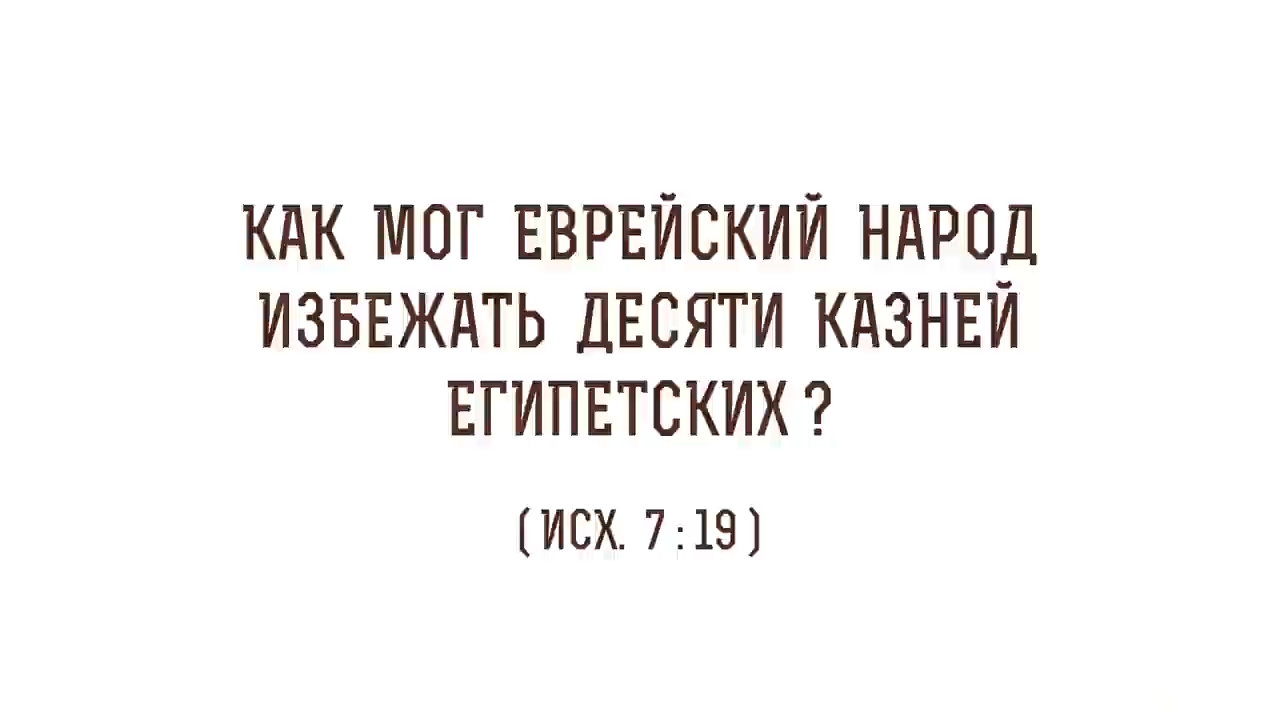 КАК МОГ ЕВРЕЙСКИЙ НАРОД
ИЗБЕЖАТЬ ДЕСЯТИ КАЗНЕЙ
ЕГИПЕТСКИХ?
(ИСХ. 7:19)